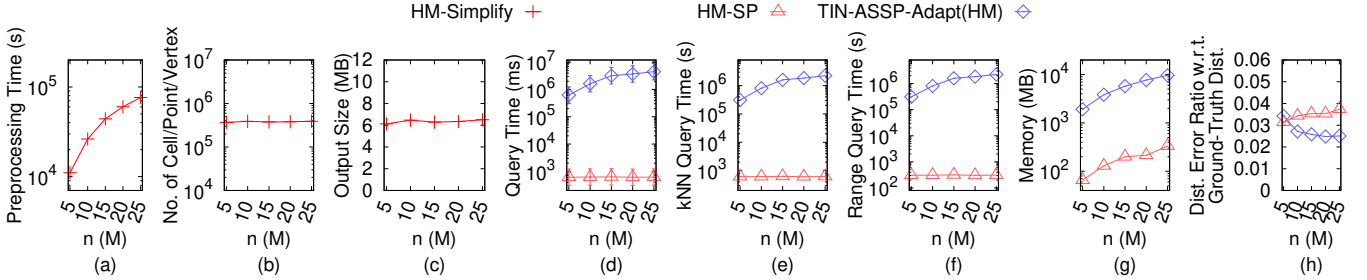 HM-Simplify HM-SP TIN-ASSP-Adapt(HM)
Preprocessing Time (s)
10^5
10^4
5 10 15 20 25
n (M)
(a)
No. of Cell/Point/Vertex
10^7
10^6
10^5
10^4
5 10 15 20 25
n (M)
(b)
Output Size (MB)
12
10
8
6
4
2
0
5 10 15 20 25
n (M)
(c)
Query Time (ms)
10^6
10^5
10^4
10^3
5 10 15 20 25
n (M)
(d)
kNN Query Time (s)
10^6
10^5
10^4
10^3
5 10 15 20 25
n (M)
(e)
Range Query Time (s)
10^6
10^5
10^4
10^3
10^2
5 10 15 20 25
n (M)
(f)
Memory (MB)
10^4
10^3
10^2
5 10 15 20 25
n (M)
(g)
Dist. Error Ratio w.r.t.
Ground-Truth Dist.
0.06
0.05
0.04
0.03
0.02
0.01
0
5 10 15 20 25
n (M)
(h)